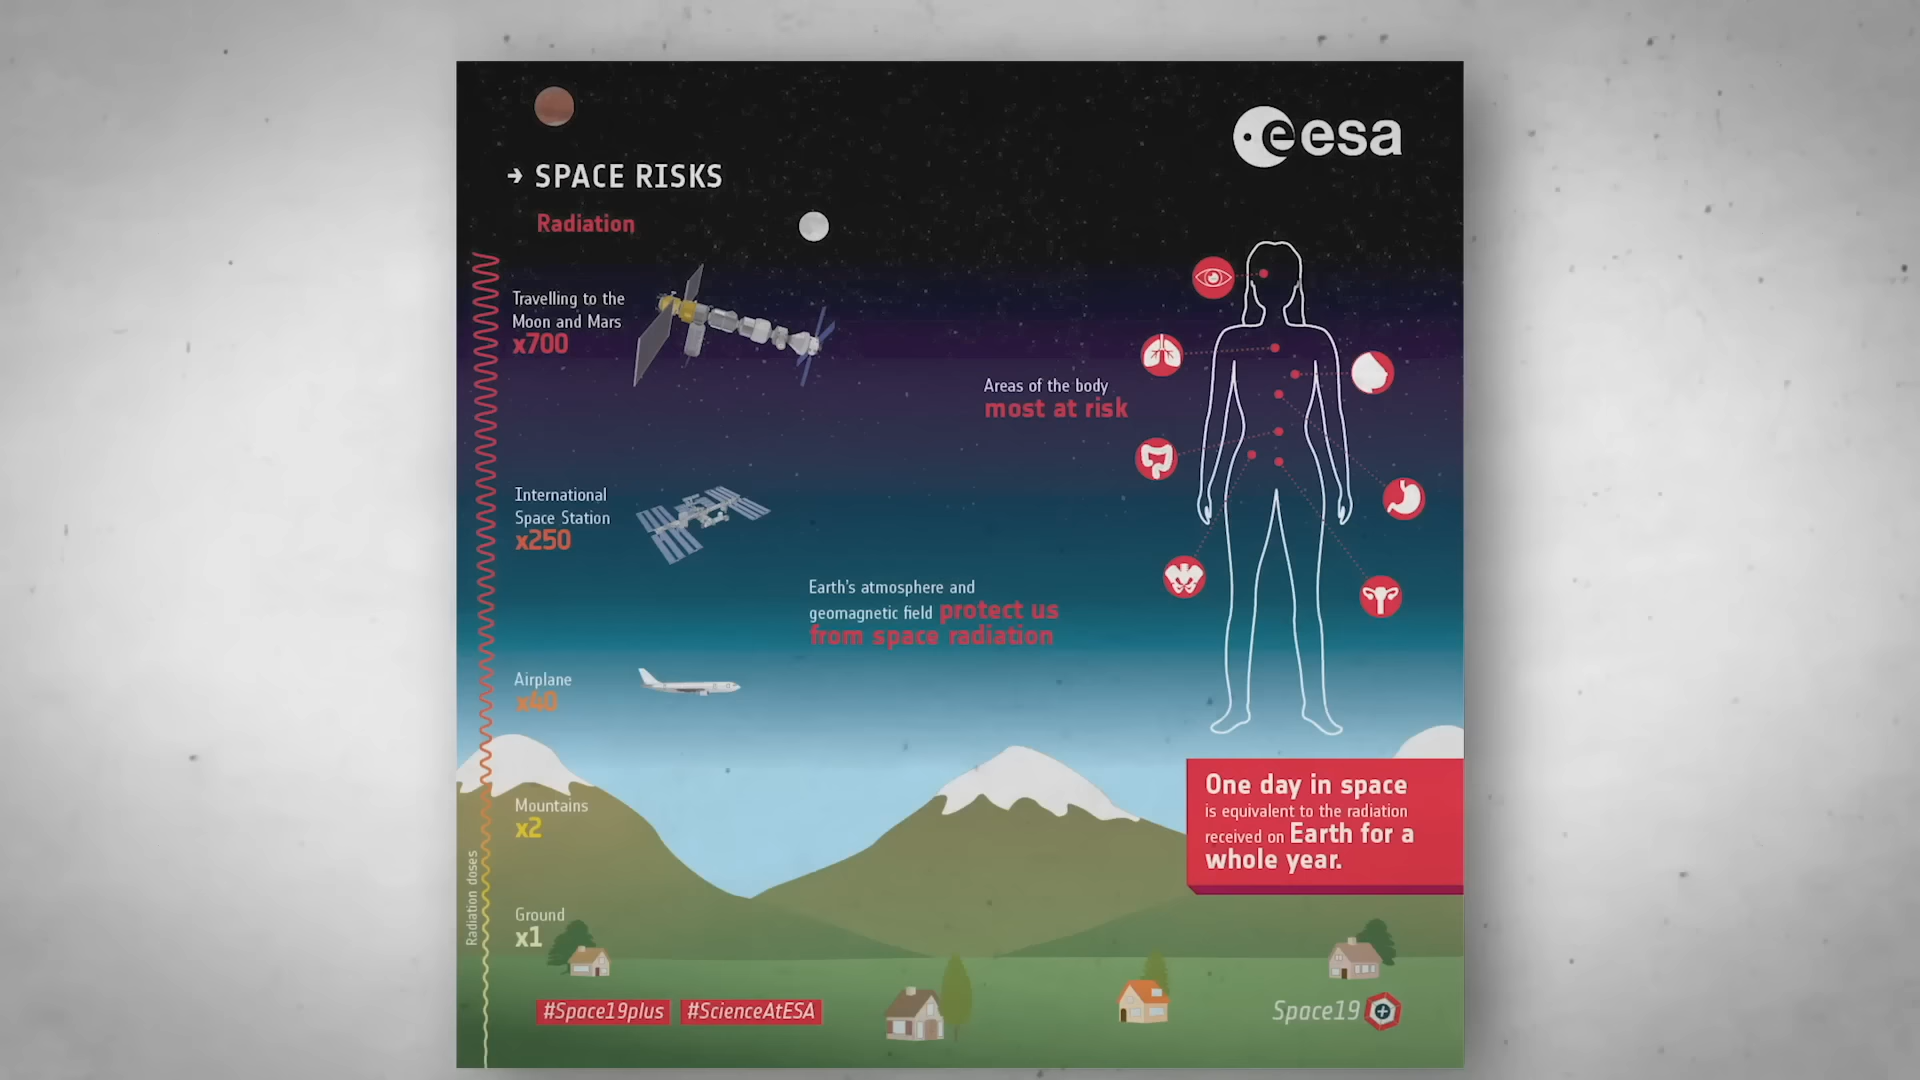 esa
→ SPACE RISKS
Radiation
Travelling to the
Moon and Mars
x700
Areas of the body
most at risk
International
Space Station
x250
Earth's atmosphere and
geomagnetic field protect us
from space radiation
Airplane
x40
Mountains
x2
One day in space
is equivalent to the radiation
received on Earth for a
whole year.
Radiation doses
Ground
x1
#Space19plus #ScienceAtESA
Space19+